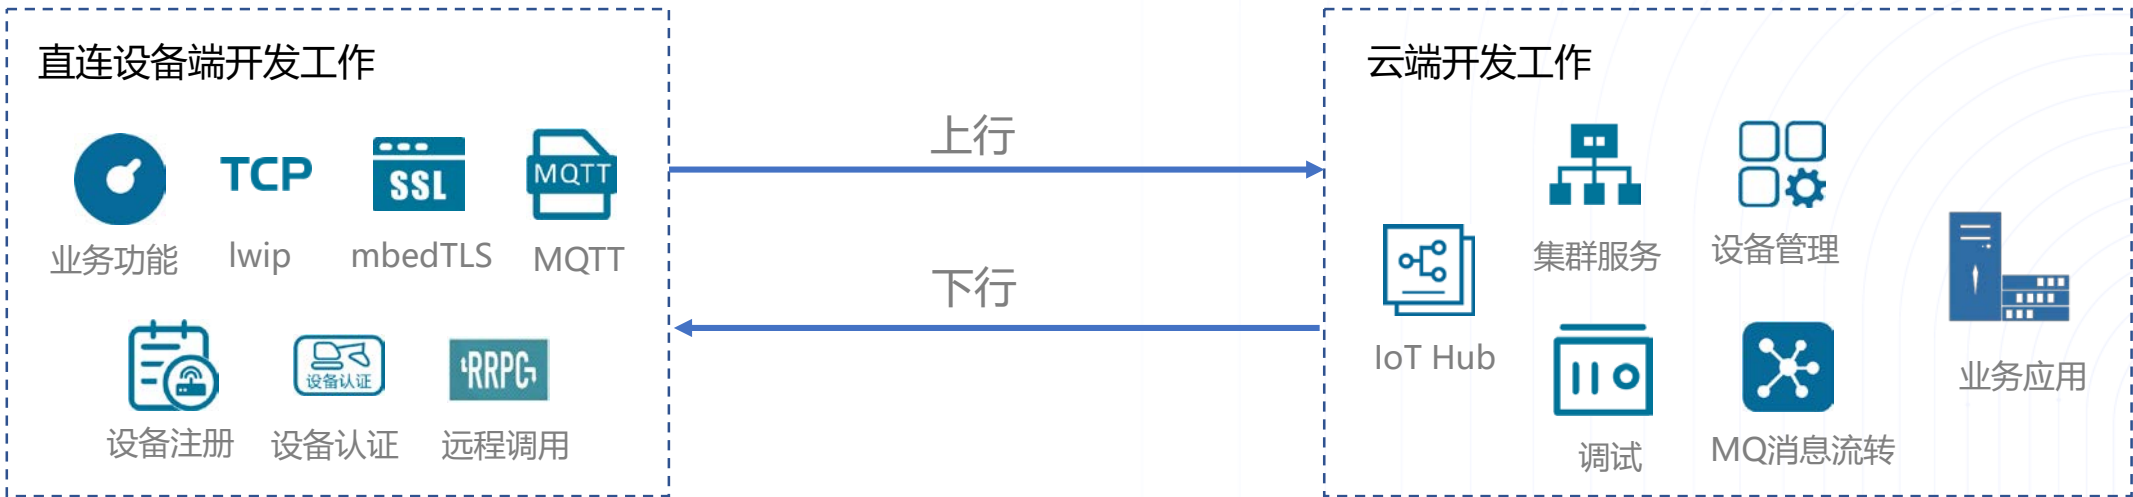 直连设备端开发工作
TCP
SSL
MQTT
业务功能
lwip
mbedTLS
MQTT
设备认证
RRPC
设备注册
设备认证
远程调用
上行
下行
云端开发工作
IoT Hub
集群服务
设备管理
调试
MQ消息流转
业务应用